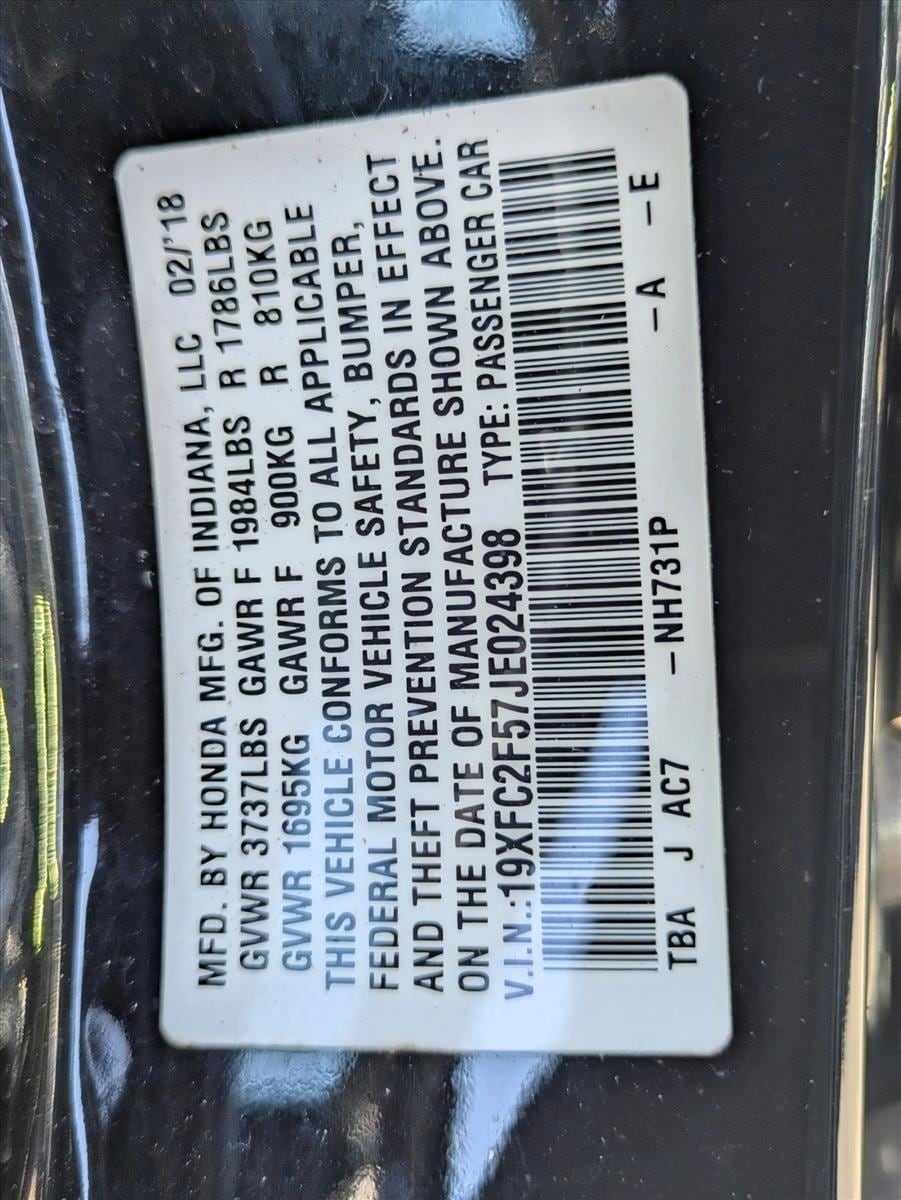 MFD. BY HONDA MFG. OF INDIANA, LLC 02/'18
GVWR 3737LBS GAWR F 1984LBS R 1786LBS
GVWR 1695KG GAWR F 900KG R 810KG
THIS VEHICLE CONFORMS TO ALL APPLICABLE
FEDERAL MOTOR VEHICLE SAFETY, BUMPER,
AND THEFT PREVENTION STANDARDS IN EFFECT
ON THE DATE OF MANUFACTURE SHOWN ABOVE.
V.I.N.:19XFC2F57JE024398 TYPE: PASSENGER CAR
TBA J AC7 -NH731P -A -E